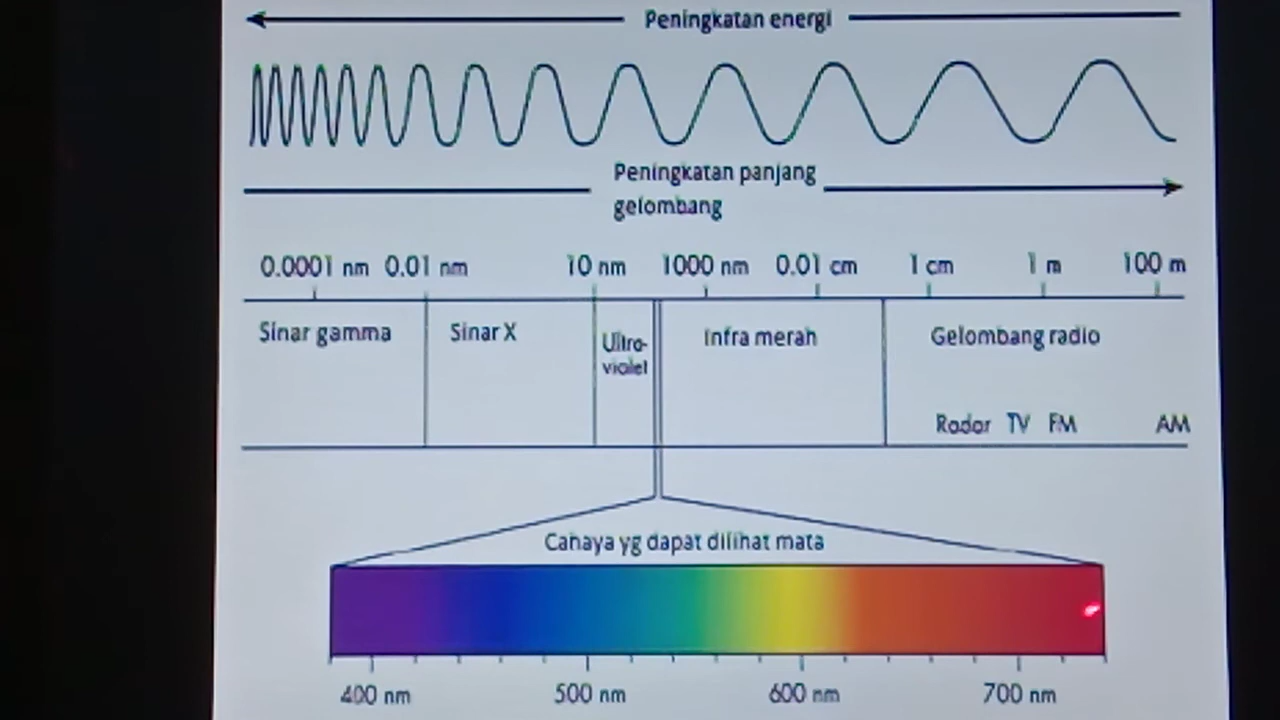 Peningkatan energi
Peningkatan panjang
gelombang
0.0001 nm 0.01 nm 10 nm 1000 nm 0.01 cm 1 cm 1 m 100 m
Sinar gamma Sinar X Ultra- Infra merah Gelombang radio
violet
Radar TV FM AM
Cahaya yg dapat dilihat mata
400 nm 500 nm 600 nm 700 nm